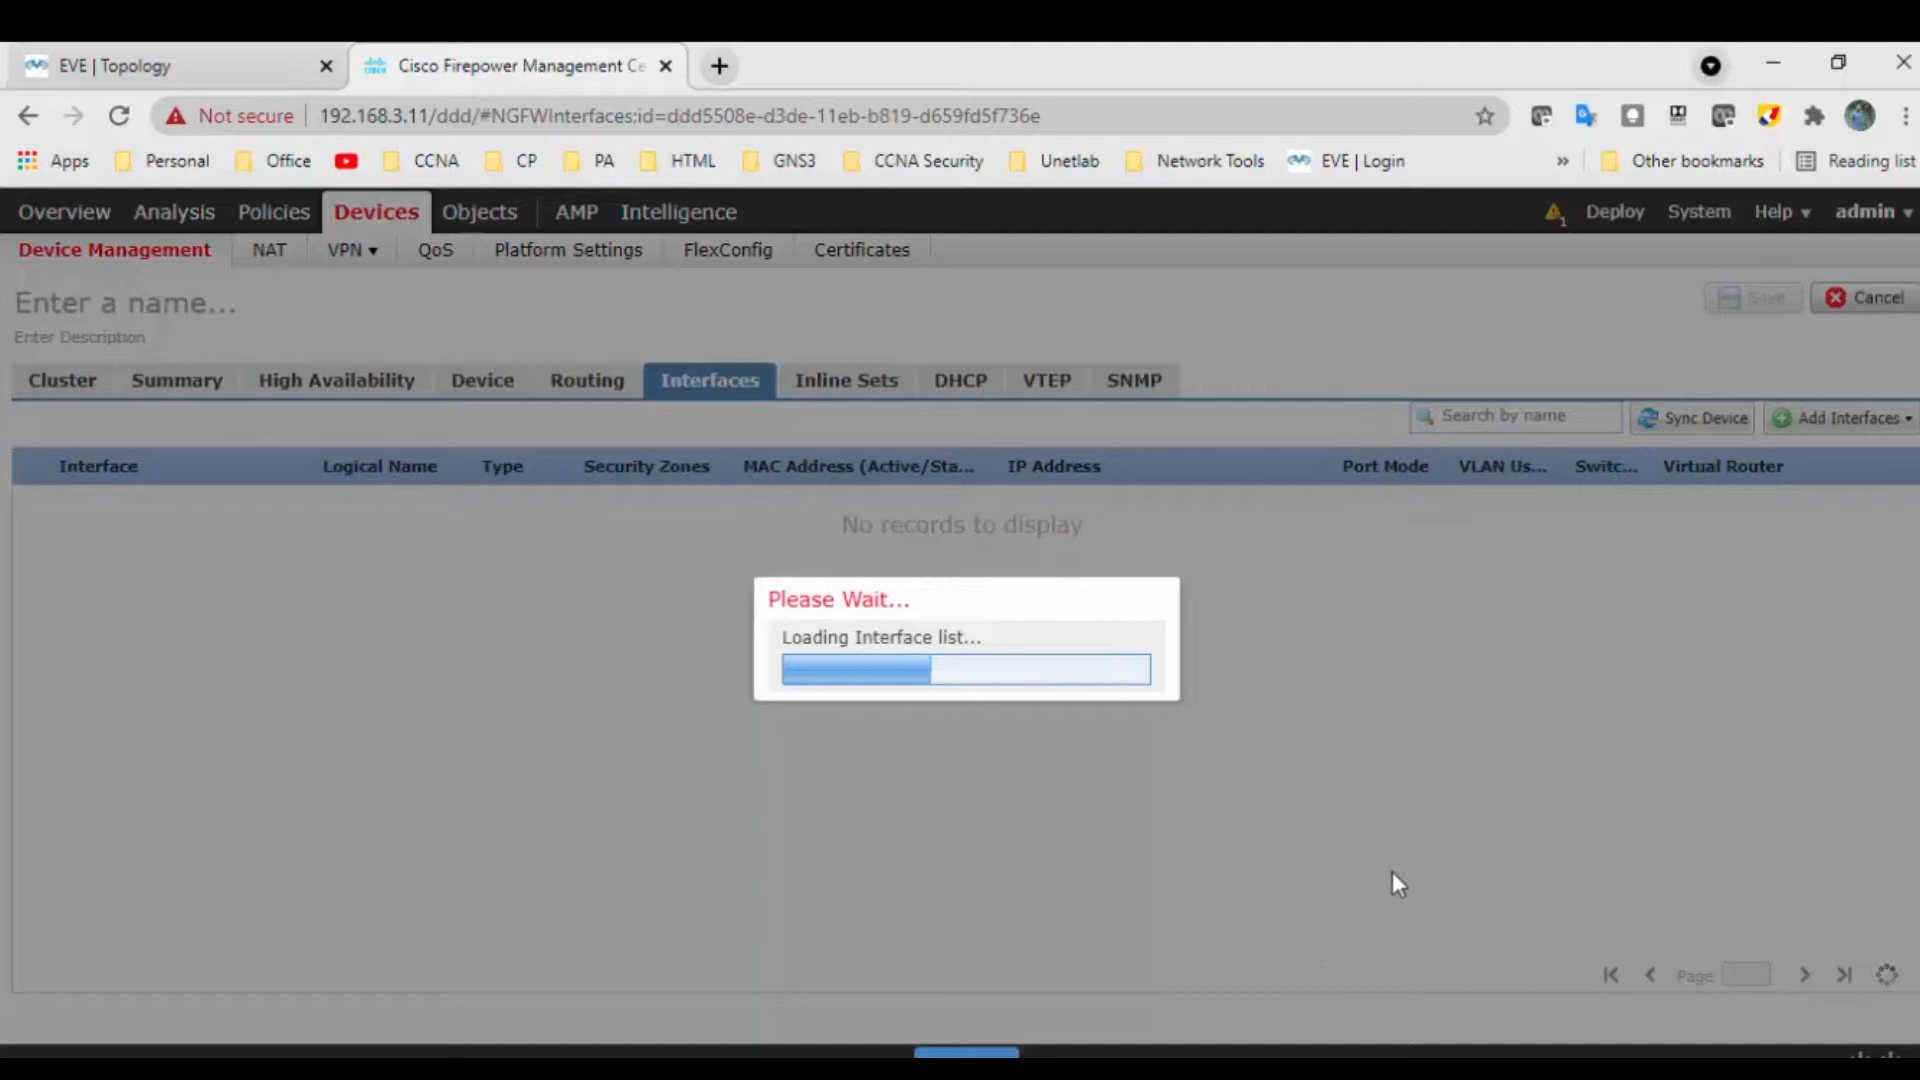 EVE | Topology
Cisco Firepower Management Ce
Not secure
192.168.3.11/ddd/#NGFWInterfaces;id=ddd5508e-d3de-11eb-b819-d659fd5f736e
Apps Personal Office CCNA CP PA HTML GNS3 CCNA Security Unetlab Network Tools EVE | Login » Other bookmarks Reading list
Overview Analysis Policies Devices Objects AMP Intelligence 1 Deploy System Help admin
Device Management NAT VPN QoS Platform Settings FlexConfig Certificates
Enter a name...
Save Cancel
Enter Description
Cluster Summary High Availability Device Routing Interfaces Inline Sets DHCP VTEP SNMP
Search by name Sync Device Add Interfaces
Interface Logical Name Type Security Zones MAC Address (Active/Sta... IP Address Port Mode VLAN Us... Switc... Virtual Router
No records to display
Please Wait...
Loading Interface list...
Page